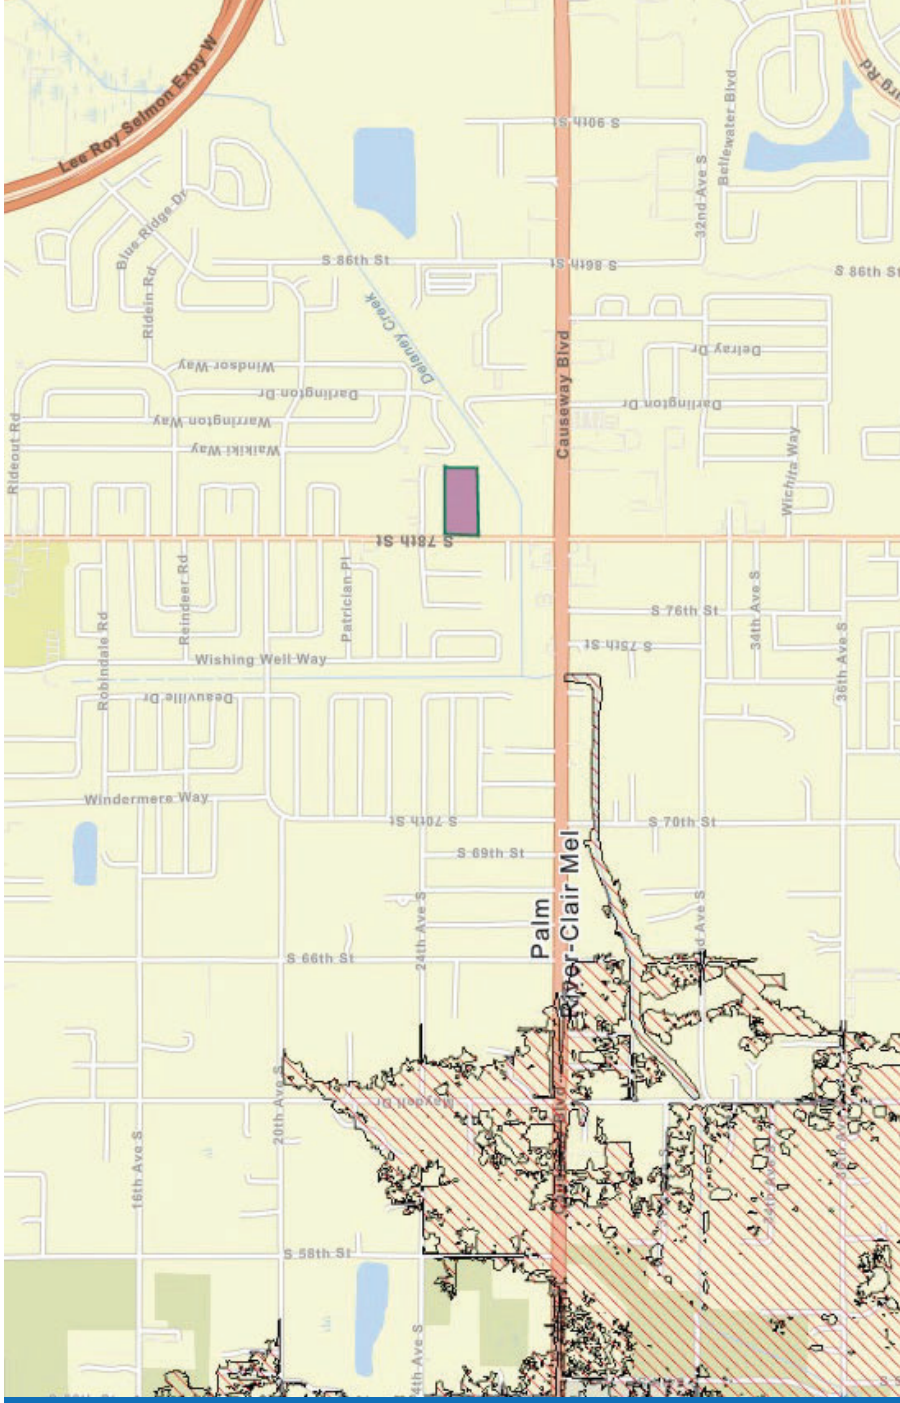 Lee Roy Selmon Expy W
S 90th St
Bellewater Blvd
Blue Ridge Dr
32nd Ave S
S 86th St
S 86th St
S 86th St
Ridein Rd
Delaney Creek
Causeway Blvd
Windsor Way
Delray Dr
Darlington Dr
Darlington Dr
Warrington Way
Rideout Rd
Waikiki Way
Wichita Way
S 78th St
Reindeer Rd
Patrician Pl
34th Ave S
S 76th St
Robindale Rd
S 75th St
36th Ave S
Wishing Well Way
Deauville Dr
Windermere Way
S 70th St
S 70th St
S 69th St
Palm
River-Clair Mel
24th Ave S
S 66th St
Maydell Dr
20th Ave S
16th Ave S
S 58th St